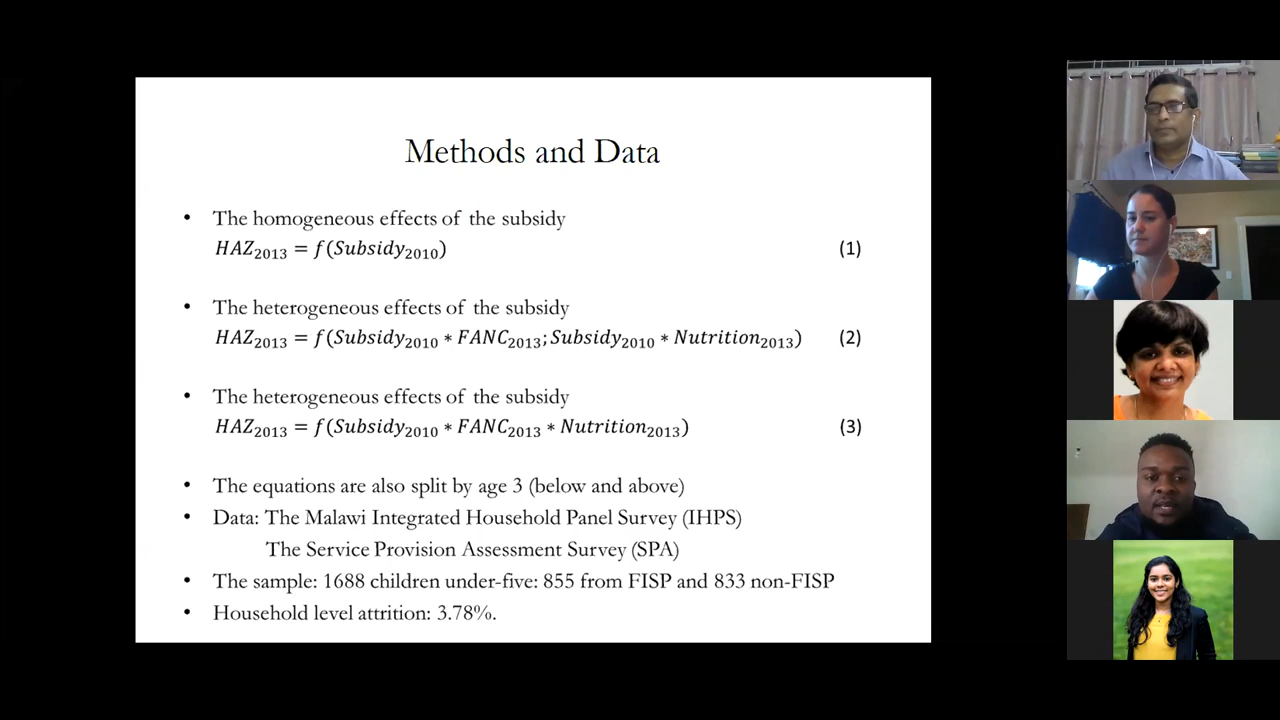 Methods and Data
• The homogeneous effects of the subsidy
HAZ₂₀₁₃ = f(Subsidy₂₀₁₀) (1)
• The heterogeneous effects of the subsidy
HAZ₂₀₁₃ = f(Subsidy₂₀₁₀ * FANC₂₀₁₃; Subsidy₂₀₁₀ * Nutrition₂₀₁₃) (2)
• The heterogeneous effects of the subsidy
HAZ₂₀₁₃ = f(Subsidy₂₀₁₀ * FANC₂₀₁₃ * Nutrition₂₀₁₃) (3)
• The equations are also split by age 3 (below and above)
• Data: The Malawi Integrated Household Panel Survey (IHPS)
The Service Provision Assessment Survey (SPA)
• The sample: 1688 children under-five: 855 from FISP and 833 non-FISP
• Household level attrition: 3.78%.